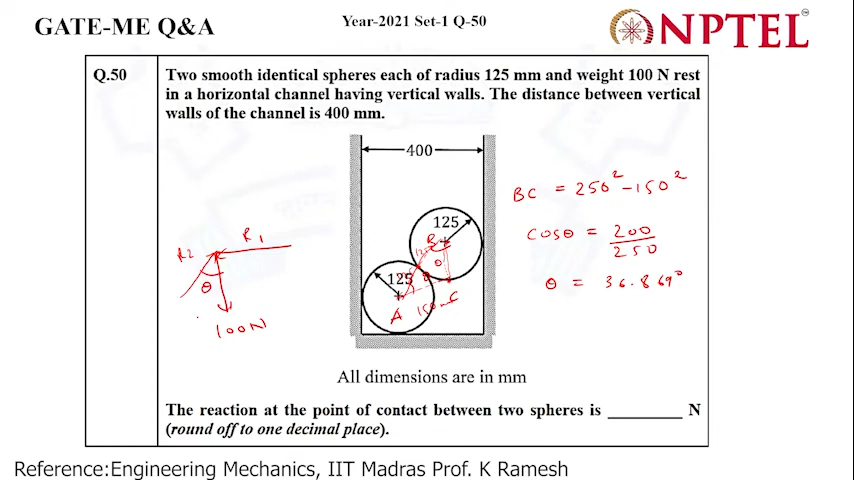 GATE-ME Q&A
Year-2021 Set-1 Q-50
NPTEL
Q.50
Two smooth identical spheres each of radius 125 mm and weight 100 N rest
in a horizontal channel having vertical walls. The distance between vertical
walls of the channel is 400 mm.
400
125
B
125
θ
125
A
150
C
R2
R1
θ
100N
BC = 250² - 150²
cosθ = 200
250
θ = 36.869°
All dimensions are in mm
The reaction at the point of contact between two spheres is ________ N
(round off to one decimal place).
Reference:Engineering Mechanics, IIT Madras Prof. K Ramesh